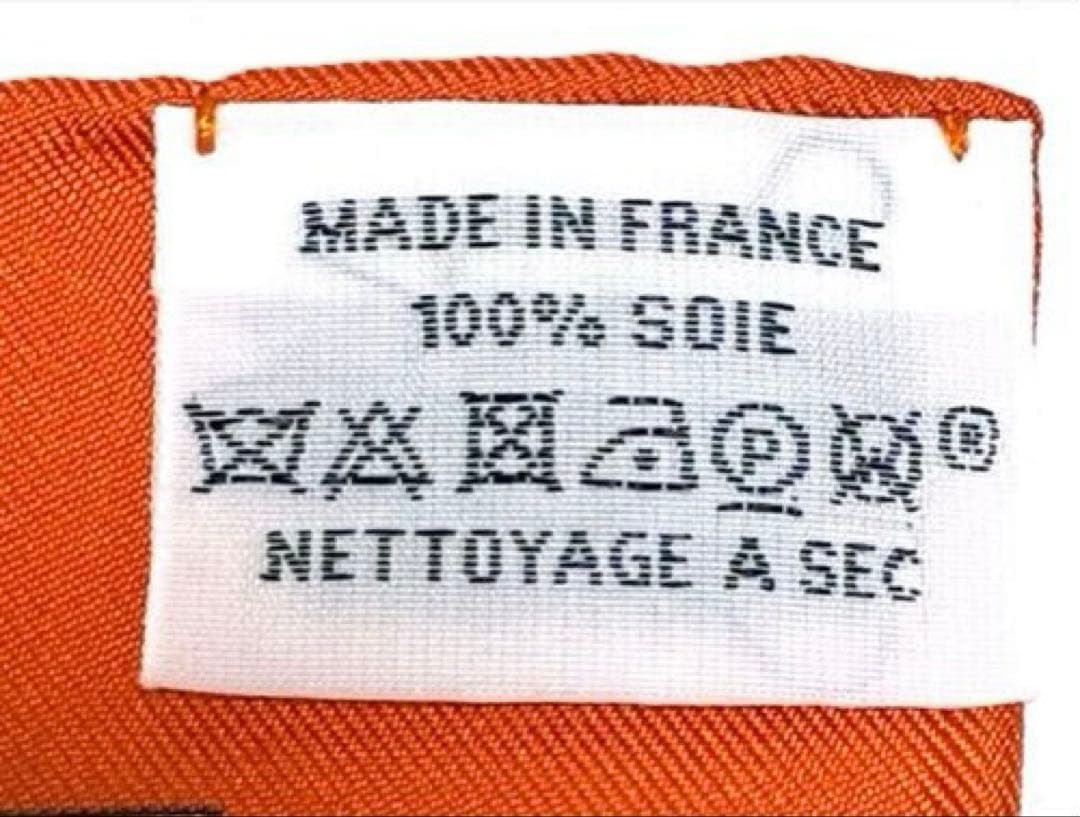 MADE IN FRANCE
100% SOIE
P ®
NETTOYAGE A SEC